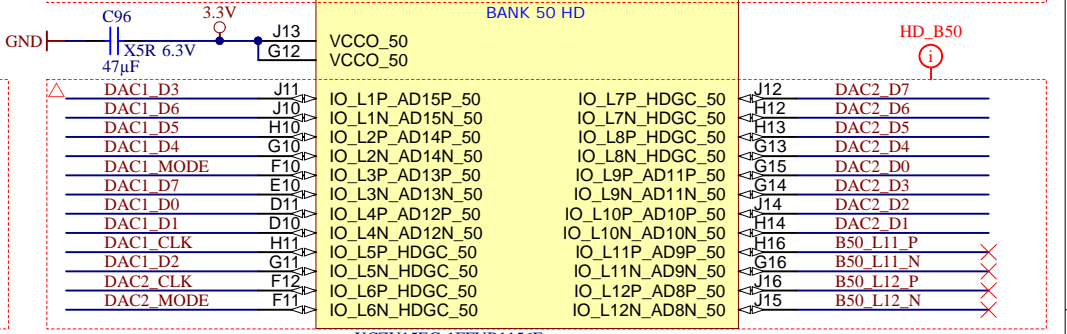 BANK 50 HD
C96
3.3V
GND
X5R 6.3V
47µF
J13 VCCO_50
G12 VCCO_50
HD_B50
i
DAC1_D3 J11 IO_L1P_AD15P_50 IO_L7P_HDGC_50 J12 DAC2_D7
DAC1_D6 J10 IO_L1N_AD15N_50 IO_L7N_HDGC_50 H12 DAC2_D6
DAC1_D5 H10 IO_L2P_AD14P_50 IO_L8P_HDGC_50 H13 DAC2_D5
DAC1_D4 G10 IO_L2N_AD14N_50 IO_L8N_HDGC_50 G13 DAC2_D4
DAC1_MODE F10 IO_L3P_AD13P_50 IO_L9P_AD11P_50 G15 DAC2_D0
DAC1_D7 E10 IO_L3N_AD13N_50 IO_L9N_AD11N_50 G14 DAC2_D3
DAC1_D0 D11 IO_L4P_AD12P_50 IO_L10P_AD10P_50 J14 DAC2_D2
DAC1_D1 D10 IO_L4N_AD12N_50 IO_L10N_AD10N_50 H14 DAC2_D1
DAC1_CLK H11 IO_L5P_HDGC_50 IO_L11P_AD9P_50 H16 B50_L11_P
DAC1_D2 G11 IO_L5N_HDGC_50 IO_L11N_AD9N_50 G16 B50_L11_N
DAC2_CLK F12 IO_L6P_HDGC_50 IO_L12P_AD8P_50 J16 B50_L12_P
DAC2_MODE F11 IO_L6N_HDGC_50 IO_L12N_AD8N_50 J15 B50_L12_N